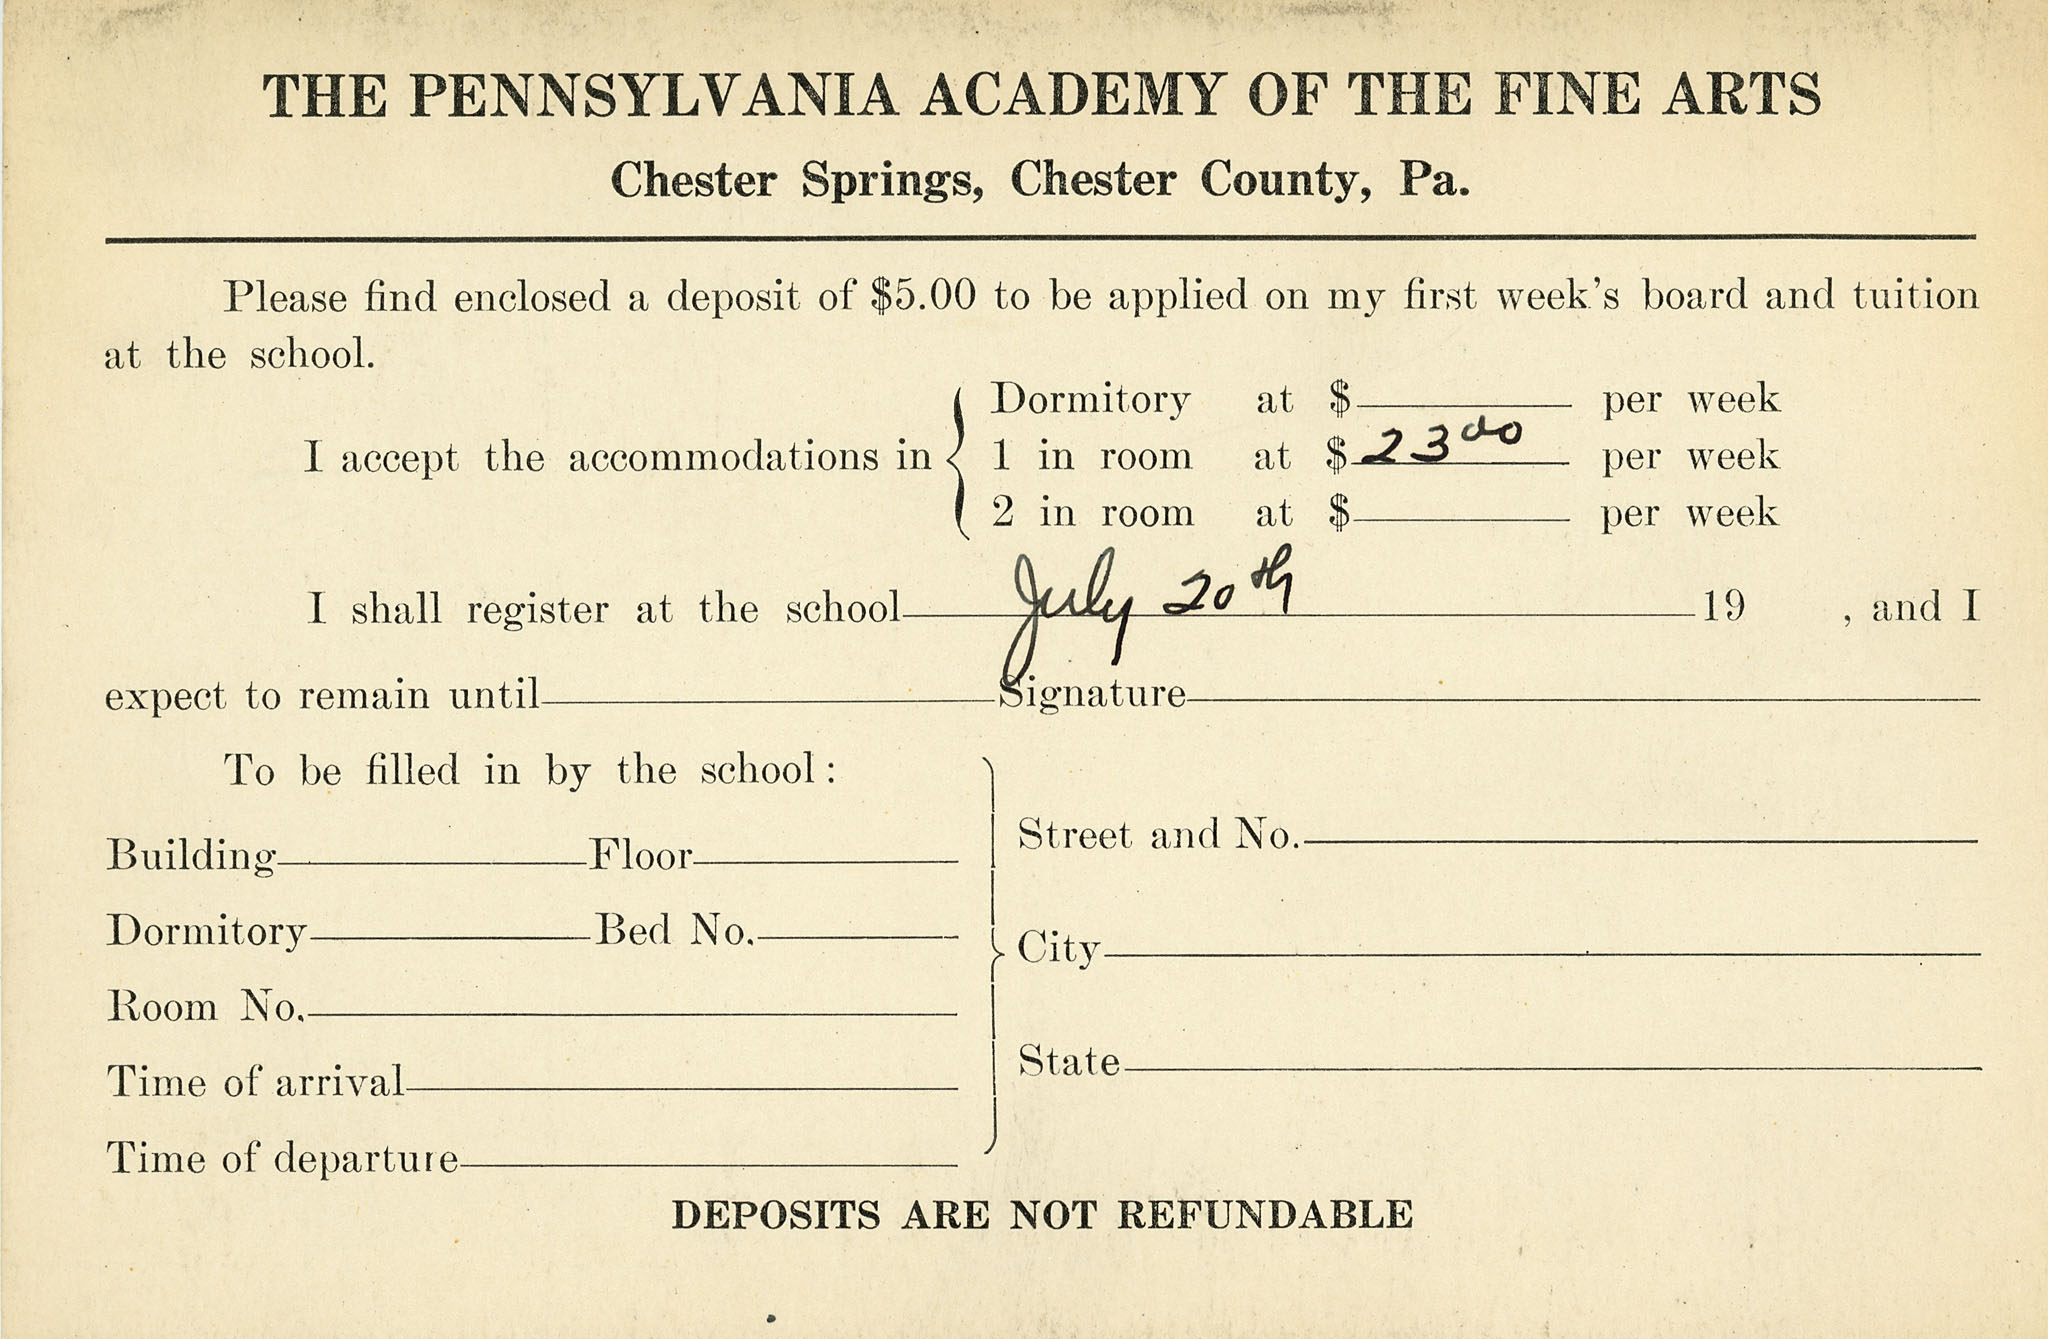 THE PENNSYLVANIA ACADEMY OF THE FINE ARTS
Chester Springs, Chester County, Pa.
Please find enclosed a deposit of $5.00 to be applied on my first week's board and tuition
at the school.
Dormitory at $ per week
I accept the accommodations in 1 in room at $23⁰⁰ per week
2 in room at $ per week
I shall register at the school July 20th 19 , and I
expect to remain until Signature
To be filled in by the school:
Building Floor
Dormitory Bed No.
Room No.
Time of arrival
Time of departure
Street and No.
City
State
DEPOSITS ARE NOT REFUNDABLE